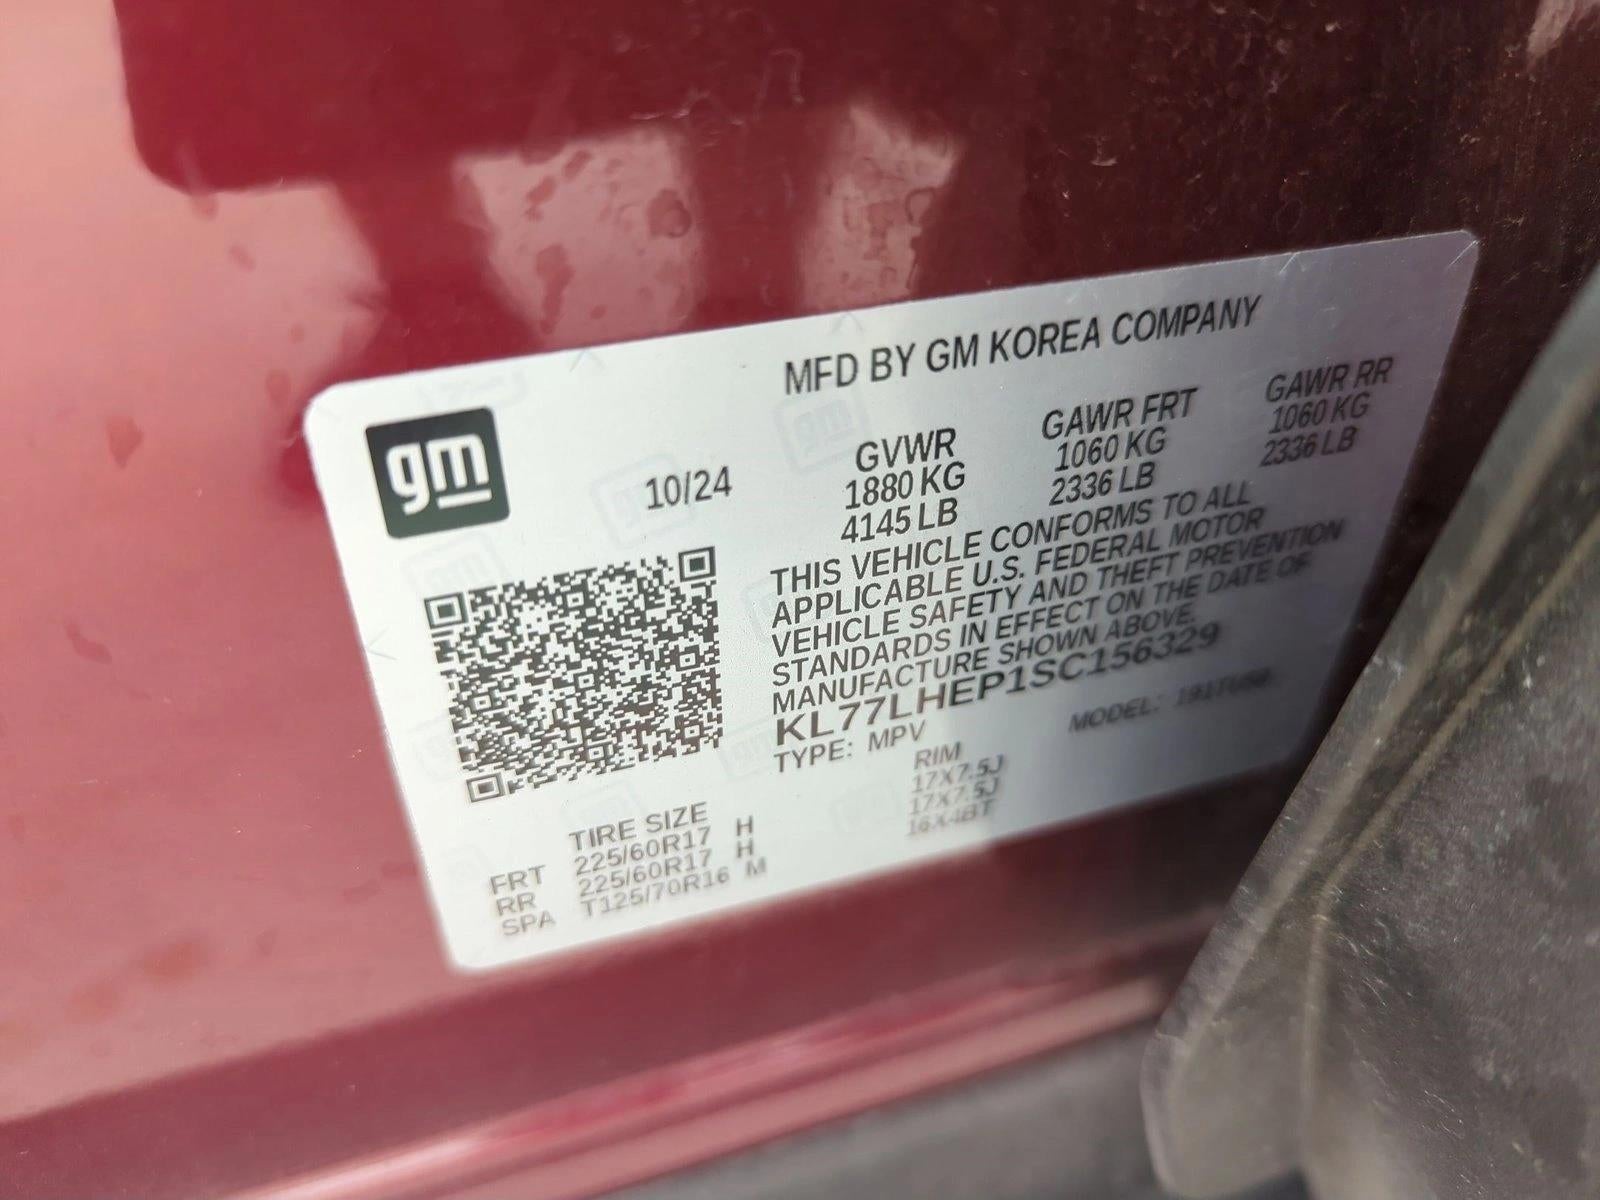 MFD BY GM KOREA COMPANY
gm
10/24
GVWR GAWR FRT GAWR RR
1880 KG 1060 KG 1060 KG
4145 LB 2336 LB 2336 LB
THIS VEHICLE CONFORMS TO ALL
APPLICABLE U.S. FEDERAL MOTOR
VEHICLE SAFETY AND THEFT PREVENTION
STANDARDS IN EFFECT ON THE DATE OF
MANUFACTURE SHOWN ABOVE.
KL77LHEP1SC156329
TYPE: MPV MODEL:
TIRE SIZE RIM
FRT 225/60R17 H 17X7.5J
RR 225/60R17 H 17X7.5J
SPA T125/70R16 M 16X4BT